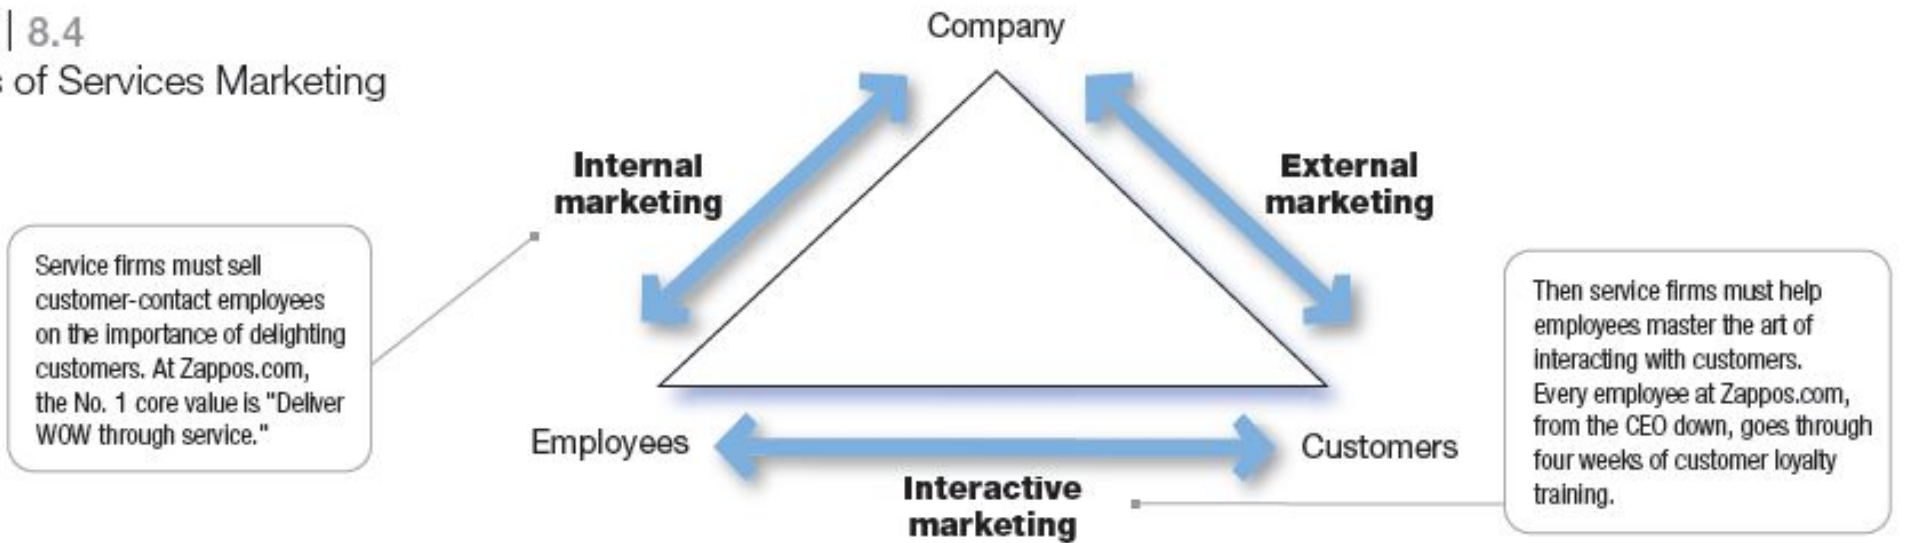 | 8.4
s of Services Marketing
Company
Internal
marketing
External
marketing
Service firms must sell
customer-contact employees
on the importance of delighting
customers. At Zappos.com,
the No. 1 core value is "Deliver
WOW through service."
Then service firms must help
employees master the art of
interacting with customers.
Every employee at Zappos.com,
from the CEO down, goes through
four weeks of customer loyalty
training.
Employees
Customers
Interactive
marketing